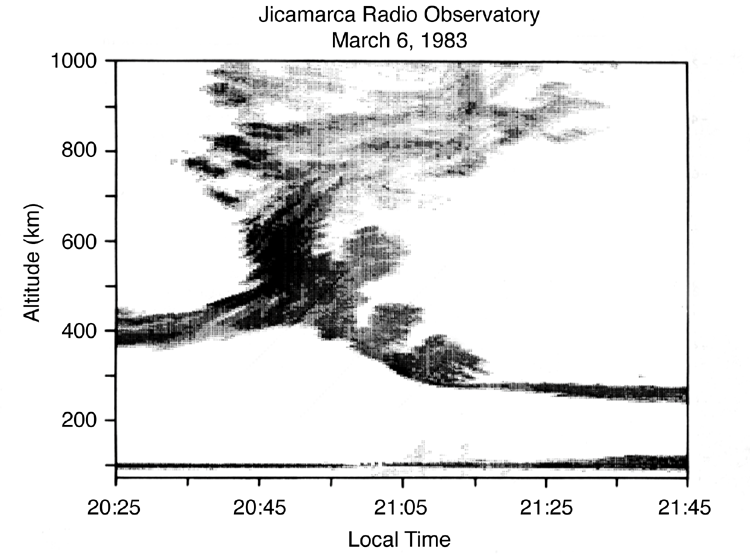 Jicamarca Radio Observatory
March 6, 1983
1000
800
600
400
200
Altitude (km)
20:25 20:45 21:05 21:25 21:45
Local Time